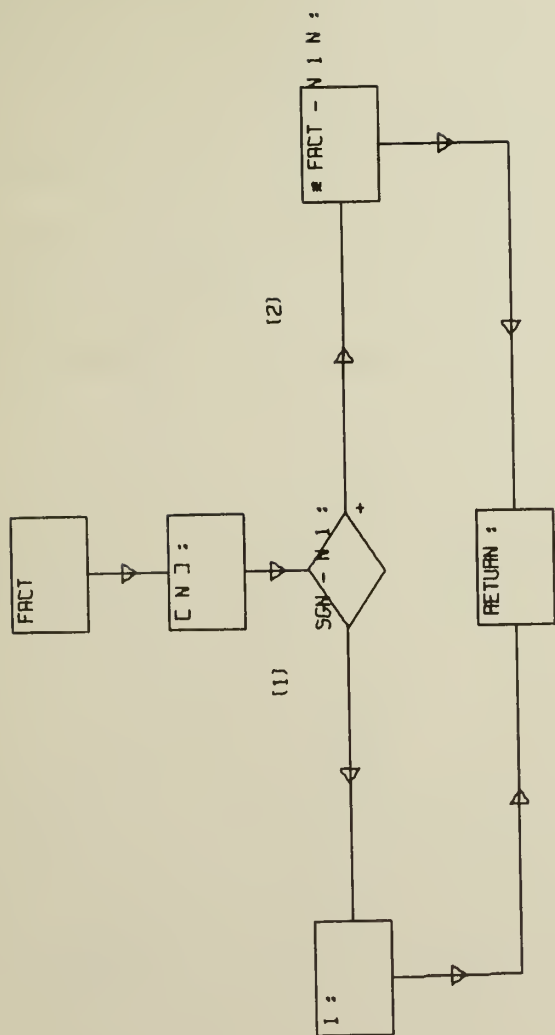 FACT
[ N ] :
SGN - N 1 :
+
(1)
(2)
1 :
* FACT - N 1 N :
RETURN :